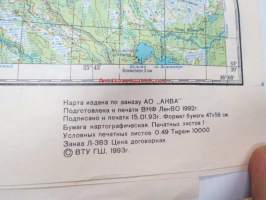 Карта издана по заказу АО "АНВА"
Подготовлена к печати ВКФ ЛенВО 1992г.
Подписано к печати 15.01.93г. Формат бумаги 47x56 см
Бумага картографическая Печатных листов 1
Условных печатных листов 0.49 Тираж 10000
Заказ Л-383 Цена договорная
© ВТУ ГШ, 1993г.